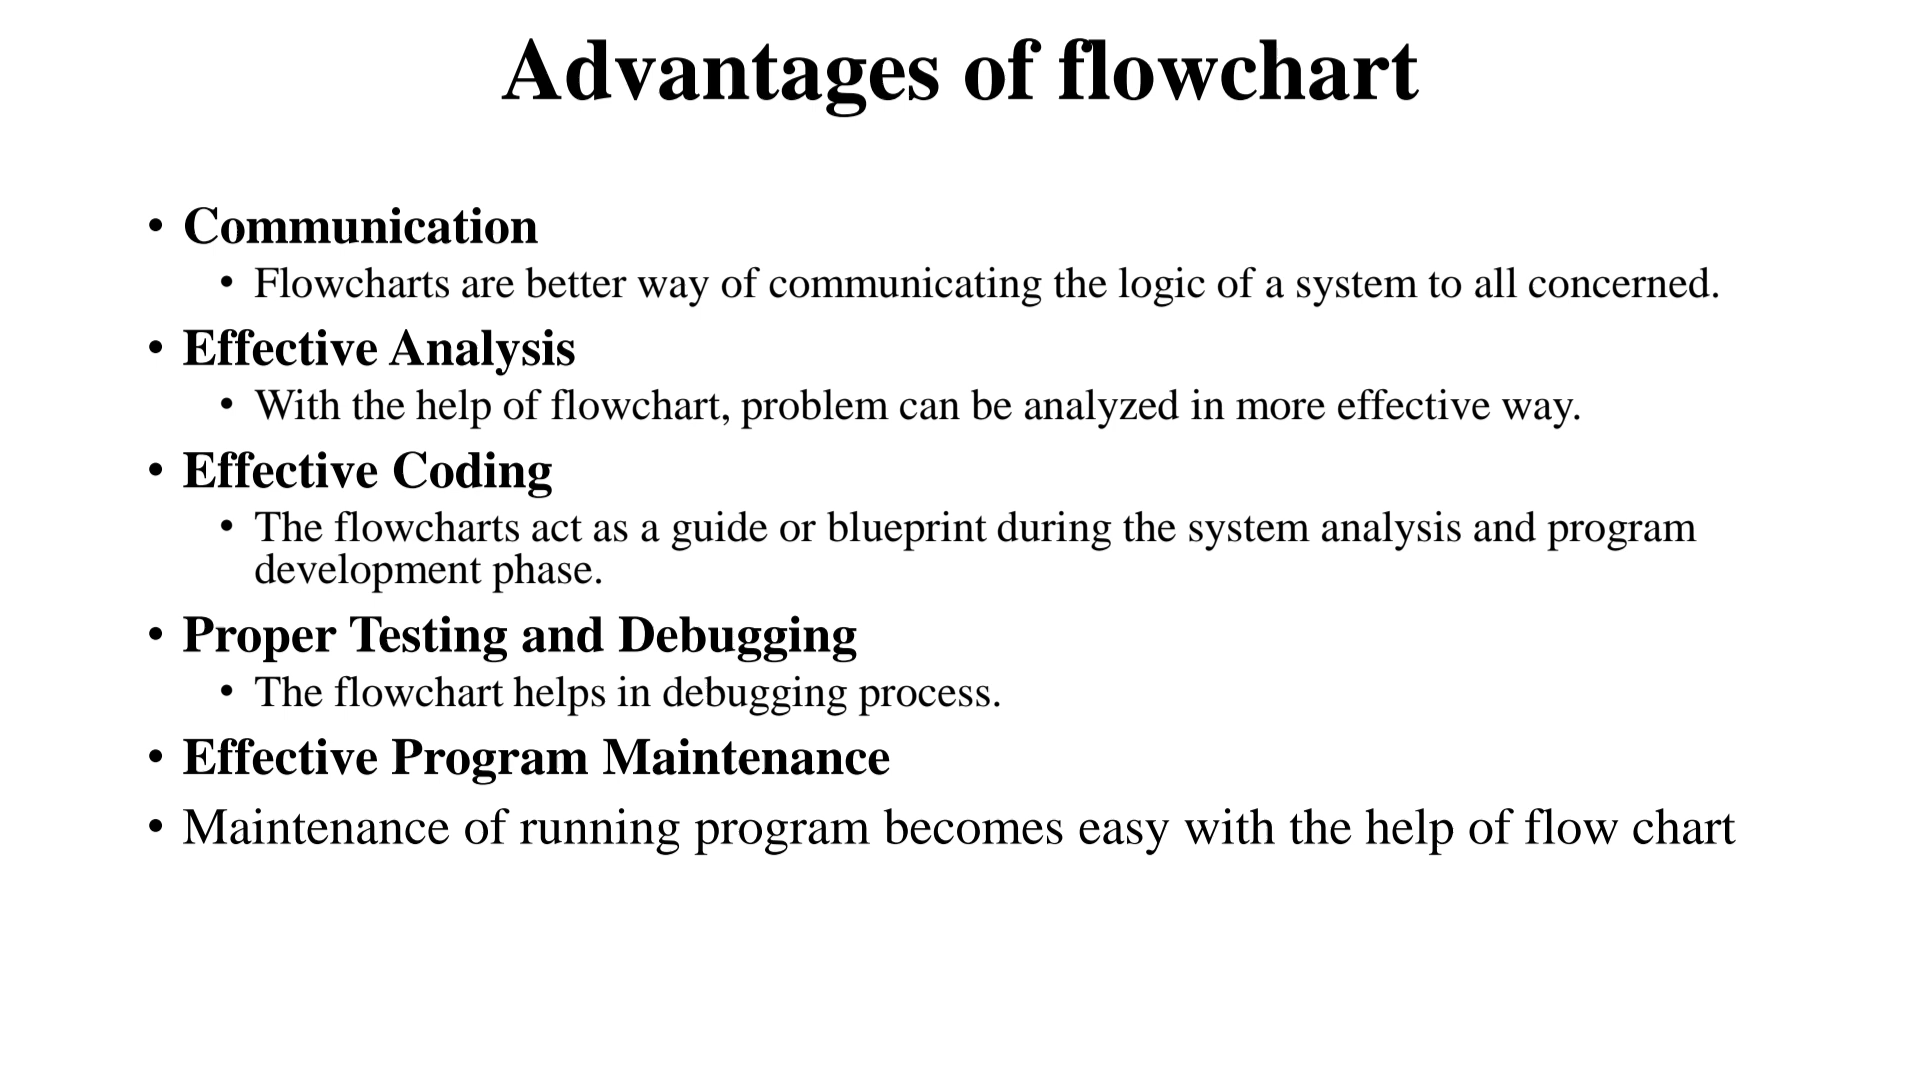 Advantages of flowchart
• Communication
• Flowcharts are better way of communicating the logic of a system to all concerned.
• Effective Analysis
• With the help of flowchart, problem can be analyzed in more effective way.
• Effective Coding
• The flowcharts act as a guide or blueprint during the system analysis and program
development phase.
• Proper Testing and Debugging
• The flowchart helps in debugging process.
• Effective Program Maintenance
• Maintenance of running program becomes easy with the help of flow chart